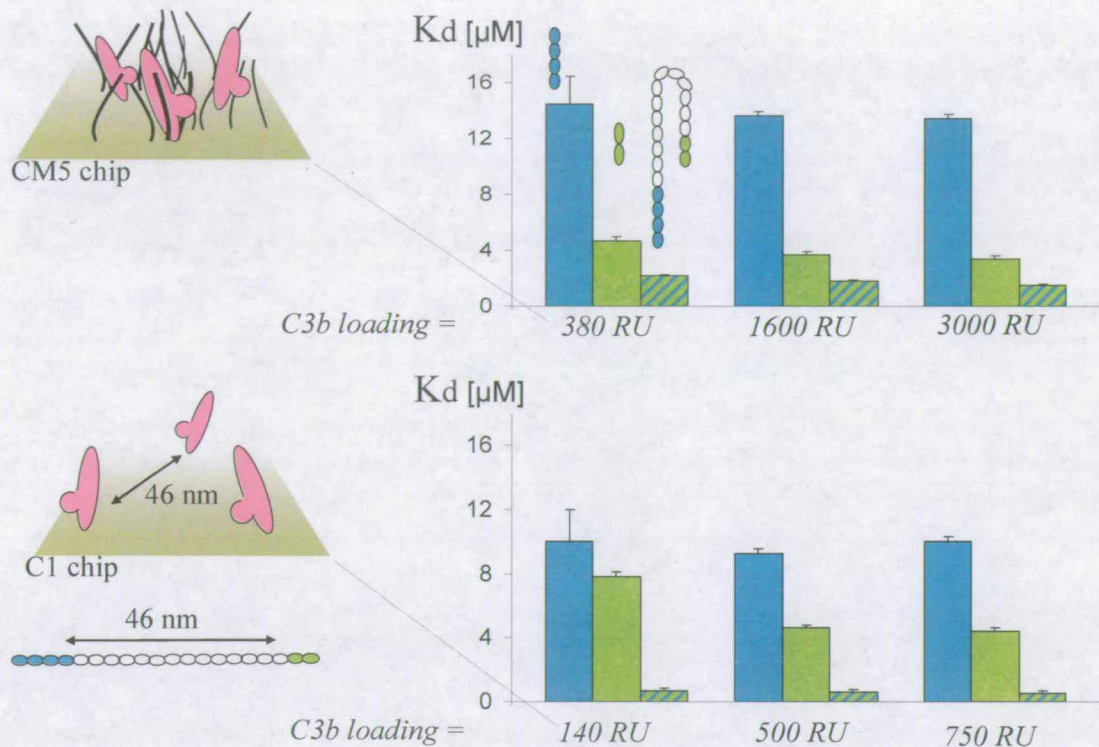 Kd [µM]
16
12
8
4
0
CM5 chip
C3b loading = 380 RU 1600 RU 3000 RU
Kd [µM]
16
12
8
4
0
46 nm
C1 chip
46 nm
C3b loading = 140 RU 500 RU 750 RU